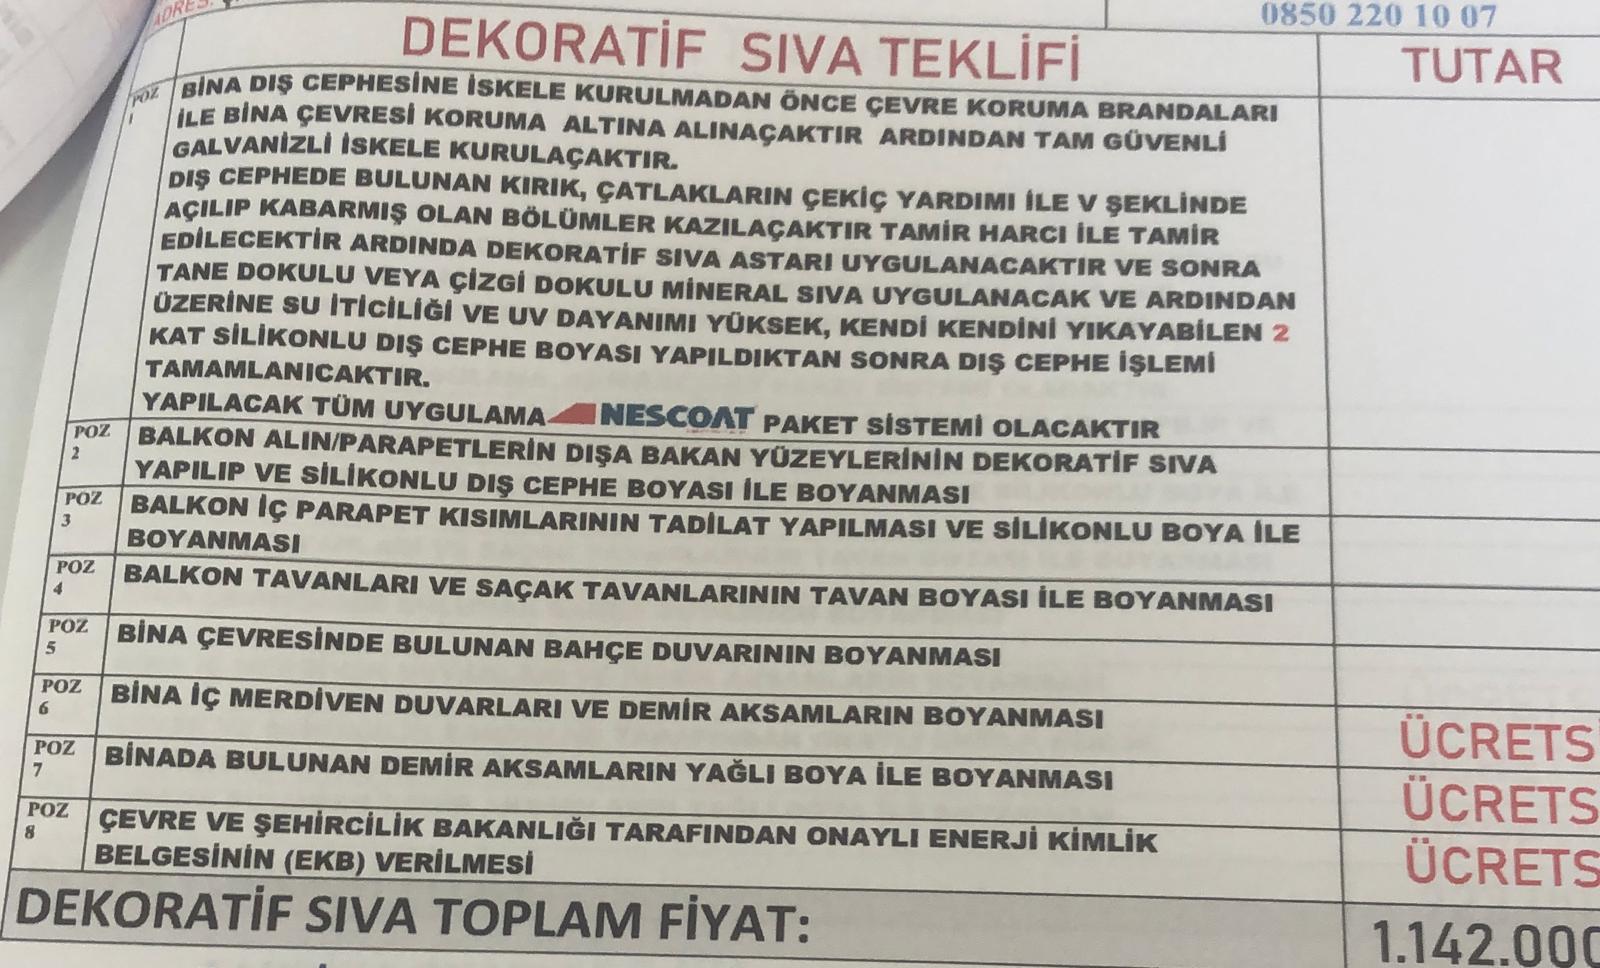 ADRES:
0850 220 10 07
DEKORATİF SIVA TEKLİFİ
TUTAR
POZ
1
BİNA DIŞ CEPHESİNE İSKELE KURULMADAN ÖNCE ÇEVRE KORUMA BRANDALARI
İLE BİNA ÇEVRESİ KORUMA ALTINA ALINAÇAKTIR ARDINDAN TAM GÜVENLİ
GALVANİZLİ İSKELE KURULAÇAKTIR.
DIŞ CEPHEDE BULUNAN KIRIK, ÇATLAKLARIN ÇEKİÇ YARDIMI İLE V ŞEKLİNDE
AÇILIP KABARMIŞ OLAN BÖLÜMLER KAZILAÇAKTIR TAMİR HARCI İLE TAMİR
EDİLECEKTİR ARDINDA DEKORATİF SIVA ASTARI UYGULANACAKTIR VE SONRA
TANE DOKULU VEYA ÇİZGİ DOKULU MİNERAL SIVA UYGULANACAK VE ARDINDAN
ÜZERİNE SU İTİCİLİĞİ VE UV DAYANIMI YÜKSEK, KENDİ KENDİNİ YIKAYABİLEN 2
KAT SİLİKONLU DIŞ CEPHE BOYASI YAPILDIKTAN SONRA DIŞ CEPHE İŞLEMİ
TAMAMLANICAKTIR.
YAPILACAK TÜM UYGULAMA NESCOAT PAKET SİSTEMİ OLACAKTIR
POZ
2
BALKON ALIN/PARAPETLERİN DIŞA BAKAN YÜZEYLERİNİN DEKORATİF SIVA
YAPILIP VE SİLİKONLU DIŞ CEPHE BOYASI İLE BOYANMASI
POZ
3
BALKON İÇ PARAPET KISIMLARININ TADİLAT YAPILMASI VE SİLİKONLU BOYA İLE
BOYANMASI
POZ
4
BALKON TAVANLARI VE SAÇAK TAVANLARININ TAVAN BOYASI İLE BOYANMASI
POZ
5
BİNA ÇEVRESİNDE BULUNAN BAHÇE DUVARININ BOYANMASI
POZ
6
BİNA İÇ MERDİVEN DUVARLARI VE DEMİR AKSAMLARIN BOYANMASI
ÜCRETS
POZ
7
BİNADA BULUNAN DEMİR AKSAMLARIN YAĞLI BOYA İLE BOYANMASI
ÜCRETS
POZ
8
ÇEVRE VE ŞEHİRCİLİK BAKANLIĞI TARAFINDAN ONAYLI ENERJİ KİMLİK
BELGESİNİN (EKB) VERİLMESİ
ÜCRETS
DEKORATİF SIVA TOPLAM FİYAT:
1.142.000